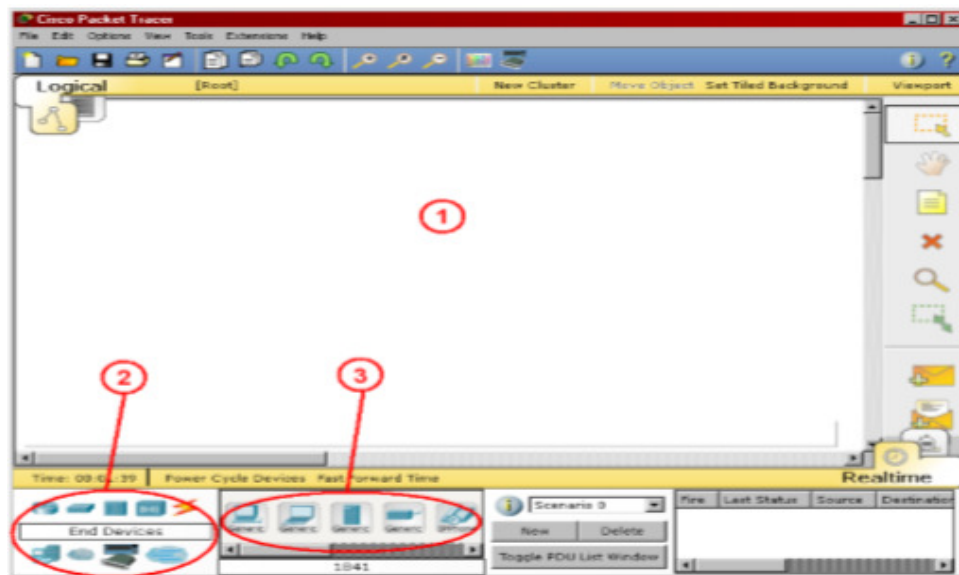 Cisco Packet Tracer
File Edit Options View Tools Extensions Help
Logical [Root] New Cluster Move Object Set Tiled Background Viewport
1
2
3
Time: 00:01:39 Power Cycle Devices Fast Forward Time
Realtime
End Devices
Generic Generic Generic Generic
1841
Scenario 0
New Delete
Toggle PDU List Window
Fire Last Status Source Destination